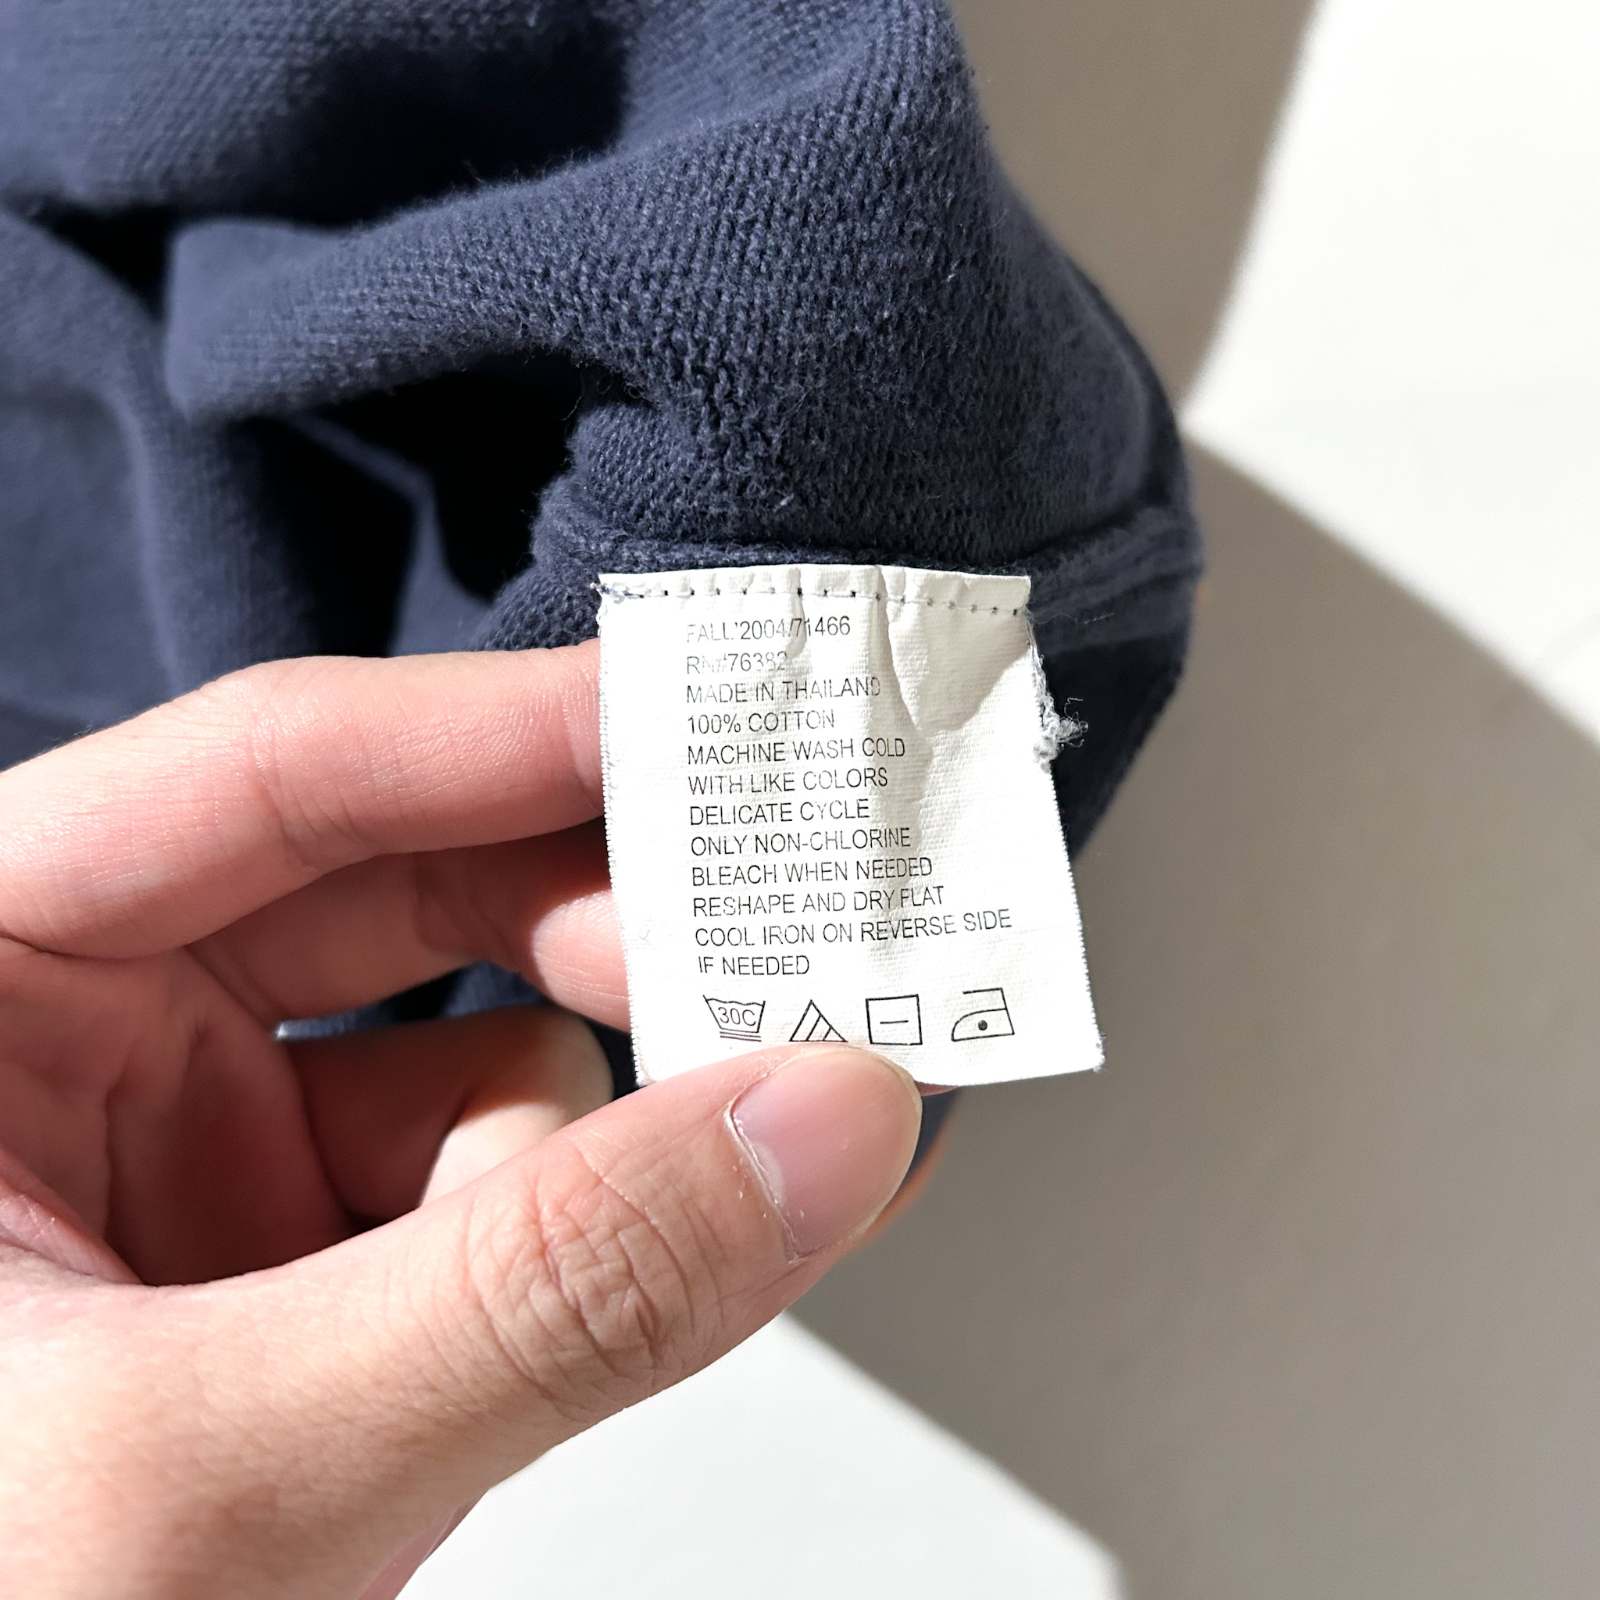 FALL'2004/71466
RN#76382
MADE IN THAILAND
100% COTTON
MACHINE WASH COLD
WITH LIKE COLORS
DELICATE CYCLE
ONLY NON-CHLORINE
BLEACH WHEN NEEDED
RESHAPE AND DRY FLAT
COOL IRON ON REVERSE SIDE
IF NEEDED
30C